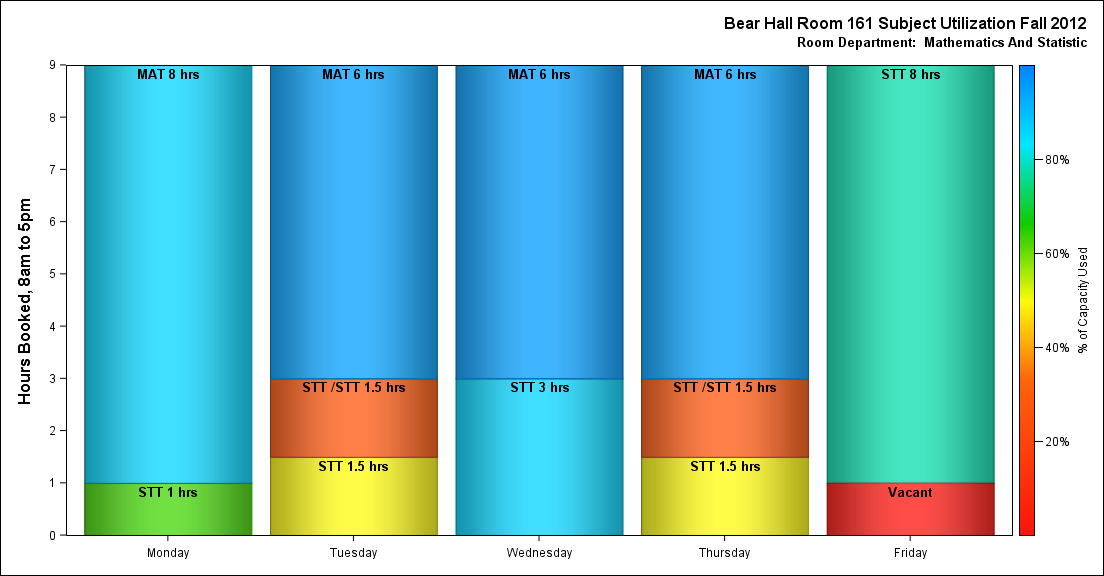 Bear Hall Room 161 Subject Utilization Fall 2012
Room Department:  Mathematics And Statistic
Hours Booked, 8am to 5pm
9
8
7
6
5
4
3
2
1
0
MAT 8 hrs
STT 1 hrs
MAT 6 hrs
STT /STT 1.5 hrs
STT 1.5 hrs
MAT 6 hrs
STT 3 hrs
MAT 6 hrs
STT /STT 1.5 hrs
STT 1.5 hrs
STT 8 hrs
Vacant
Monday
Tuesday
Wednesday
Thursday
Friday
80%
60%
40%
20%
% of Capacity Used